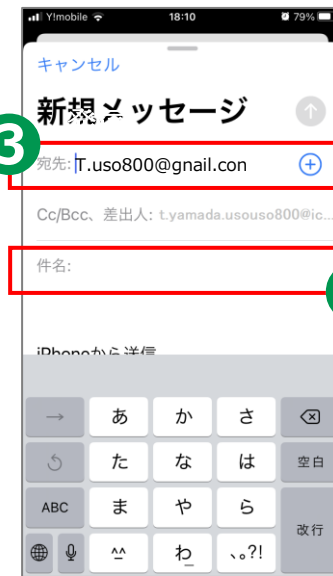 Y!mobile 18:10 79%
キャンセル
新規メッセージ
3
宛先: T.uso800@gnail.con
Cc/Bcc、差出人: t.yamada.usouso800@ic...
件名:
iPhoneから送信
→ あ か さ
た な は 空白
ABC ま や ら
改行
^^ わ_ 、。?!